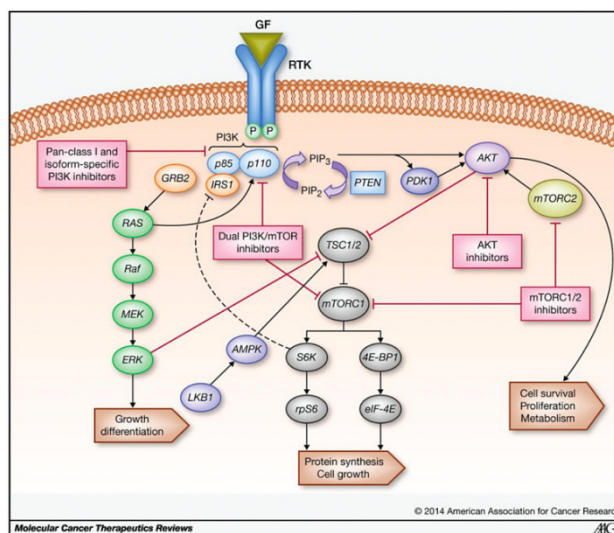 GF
RTK
P P
PI3K
Pan-class I and
isoform-specific
PI3K inhibitors
p85
p110
IRS1
GRB2
PIP3
PIP2
PTEN
PDK1
AKT
mTORC2
RAS
Dual PI3K/mTOR
inhibitors
TSC1/2
AKT
inhibitors
Raf
mTORC1
mTORC1/2
inhibitors
MEK
ERK
AMPK
S6K
4E-BP1
LKB1
rpS6
eIF-4E
Growth
differentiation
Cell survival
Proliferation
Metabolism
Protein synthesis
Cell growth
© 2014 American Association for Cancer Resear
Molecular Cancer Therapeutics Reviews